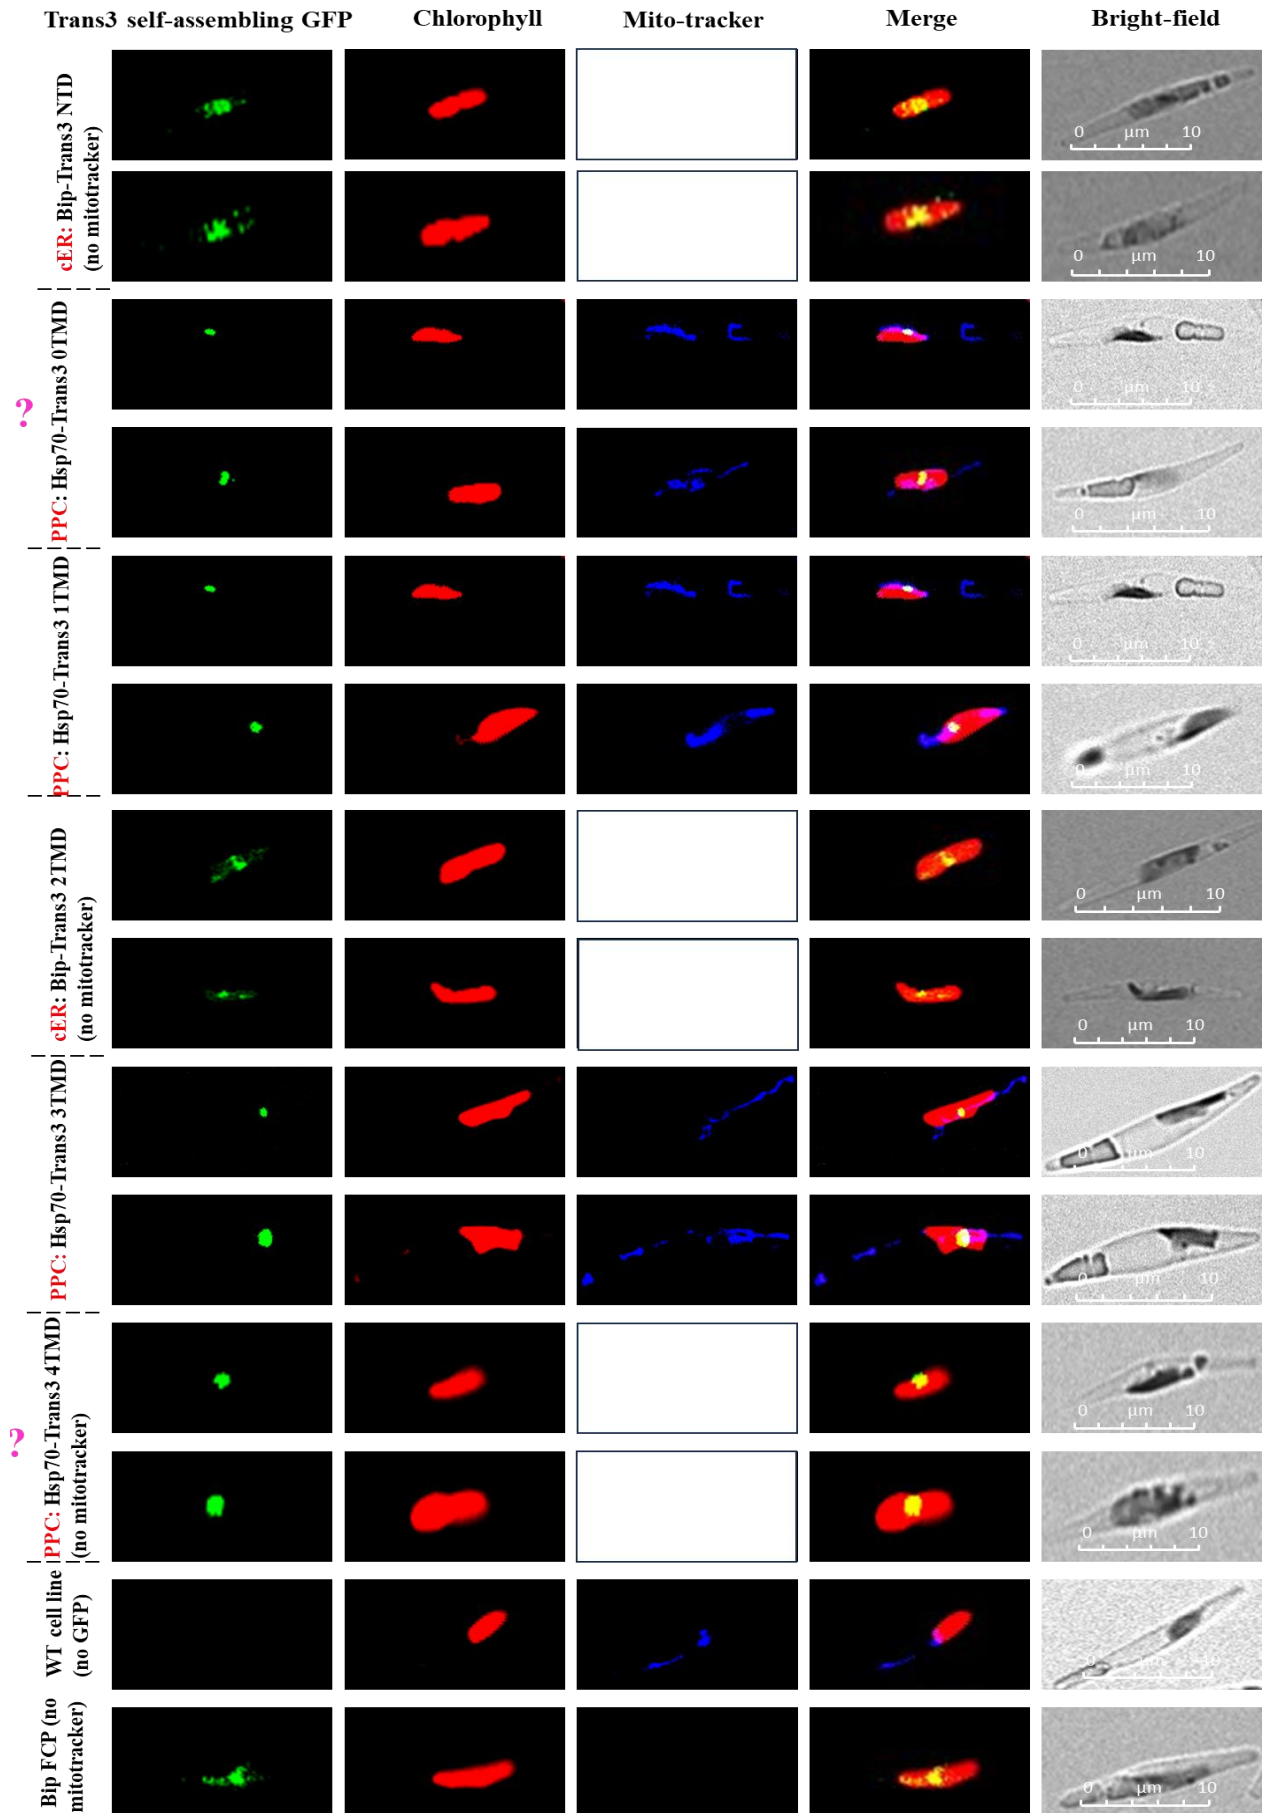 Trans3 self-assembling GFP Chlorophyll Mito-tracker Merge Bright-field
cER: Bip-Trans3 NTD
(no mitotracker)
0 µm 10
0 µm 10
?
PPC: Hsp70-Trans3 0TMD
0 µm 10
0 µm 10
PPC: Hsp70-Trans3 1TMD
0 µm 10
0 µm 10
cER: Bip-Trans3 2TMD
(no mitotracker)
0 µm 10
0 µm 10
PPC: Hsp70-Trans3 3TMD
0 µm 10
0 µm 10
?
PPC: Hsp70-Trans3 4TMD
(no mitotracker)
0 µm 10
0 µm 10
WT cell line
(no GFP)
0
Bip FCP (no
mitotracker)
0 µm 10